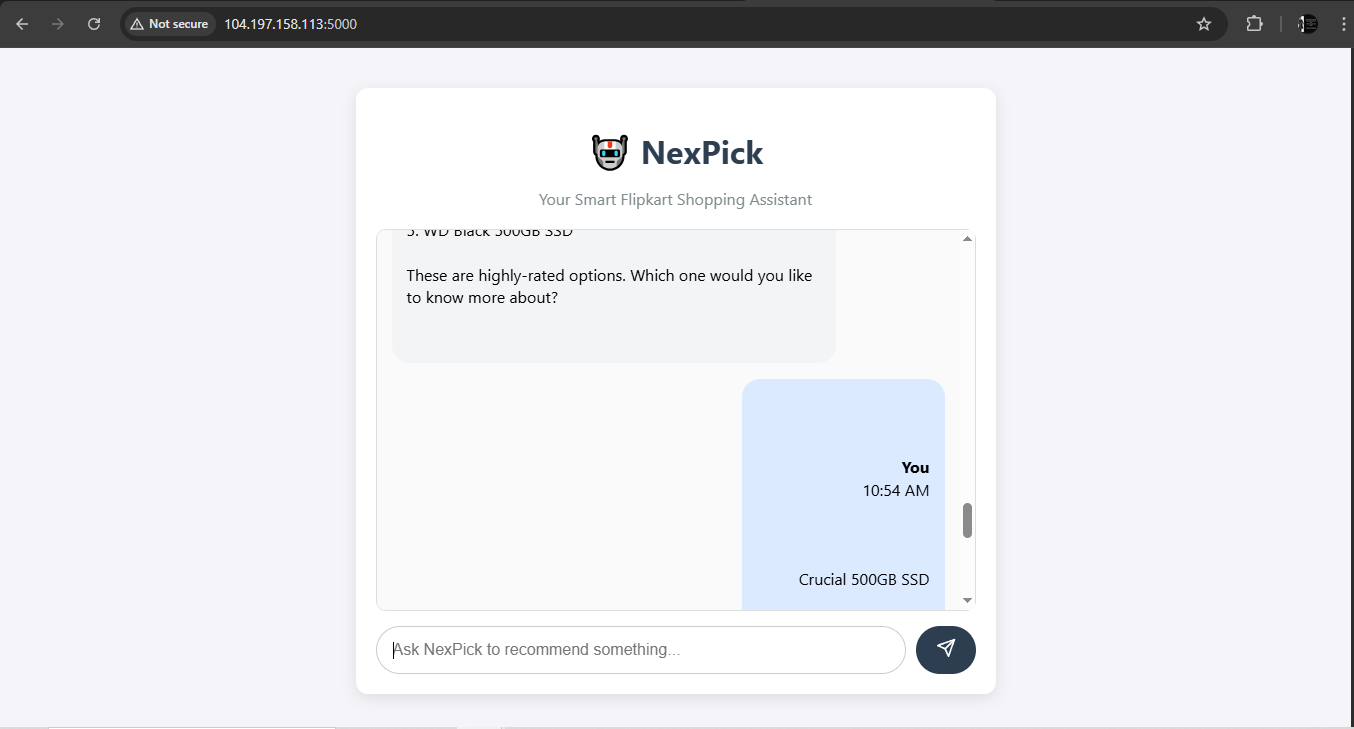 Not secure
104.197.158.113:5000
NexPick
Your Smart Flipkart Shopping Assistant
5. WD Black 500GB SSD
These are highly-rated options. Which one would you like
to know more about?
You
10:54 AM
Crucial 500GB SSD
Ask NexPick to recommend something...